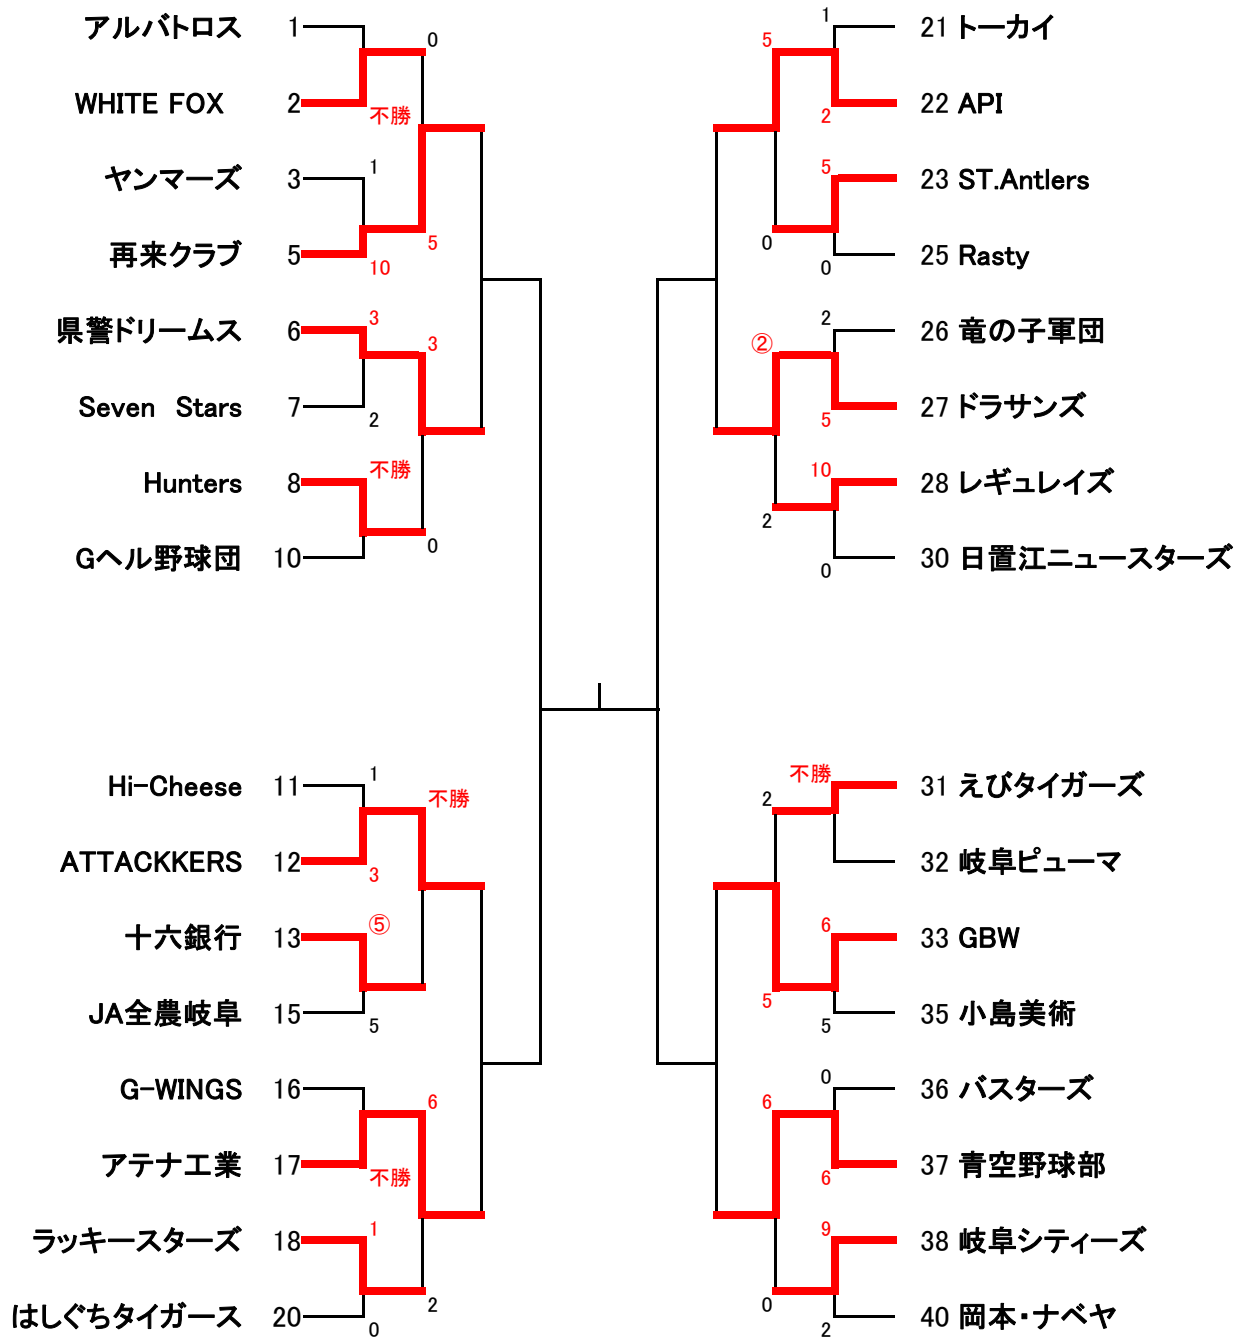 アルバトロス 1 0
WHITE FOX 2 不勝
ヤンマーズ 3 1
再来クラブ 5 10 5
県警ドリームス 6 3 3
Seven Stars 7 2
Hunters 8 不勝
Gヘル野球団 10 0
Hi-Cheese 11 1 不勝
ATTACKKERS 12 3
十六銀行 13 ⑤
JA全農岐阜 15 5
G-WINGS 16 6
アテナ工業 17 不勝
ラッキースターズ 18 1
はしぐちタイガース 20 0 2
5 1 21 トーカイ
2 22 API
5 23 ST.Antlers
0 0 25 Rasty
② 2 26 竜の子軍団
5 27 ドラサンズ
10 28 レギュレイズ
2 0 30 日置江ニュースターズ
2 不勝 31 えびタイガーズ
32 岐阜ピューマ
6 33 GBW
5 5 35 小島美術
6 0 36 バスターズ
6 37 青空野球部
9 38 岐阜シティーズ
0 2 40 岡本・ナベヤ